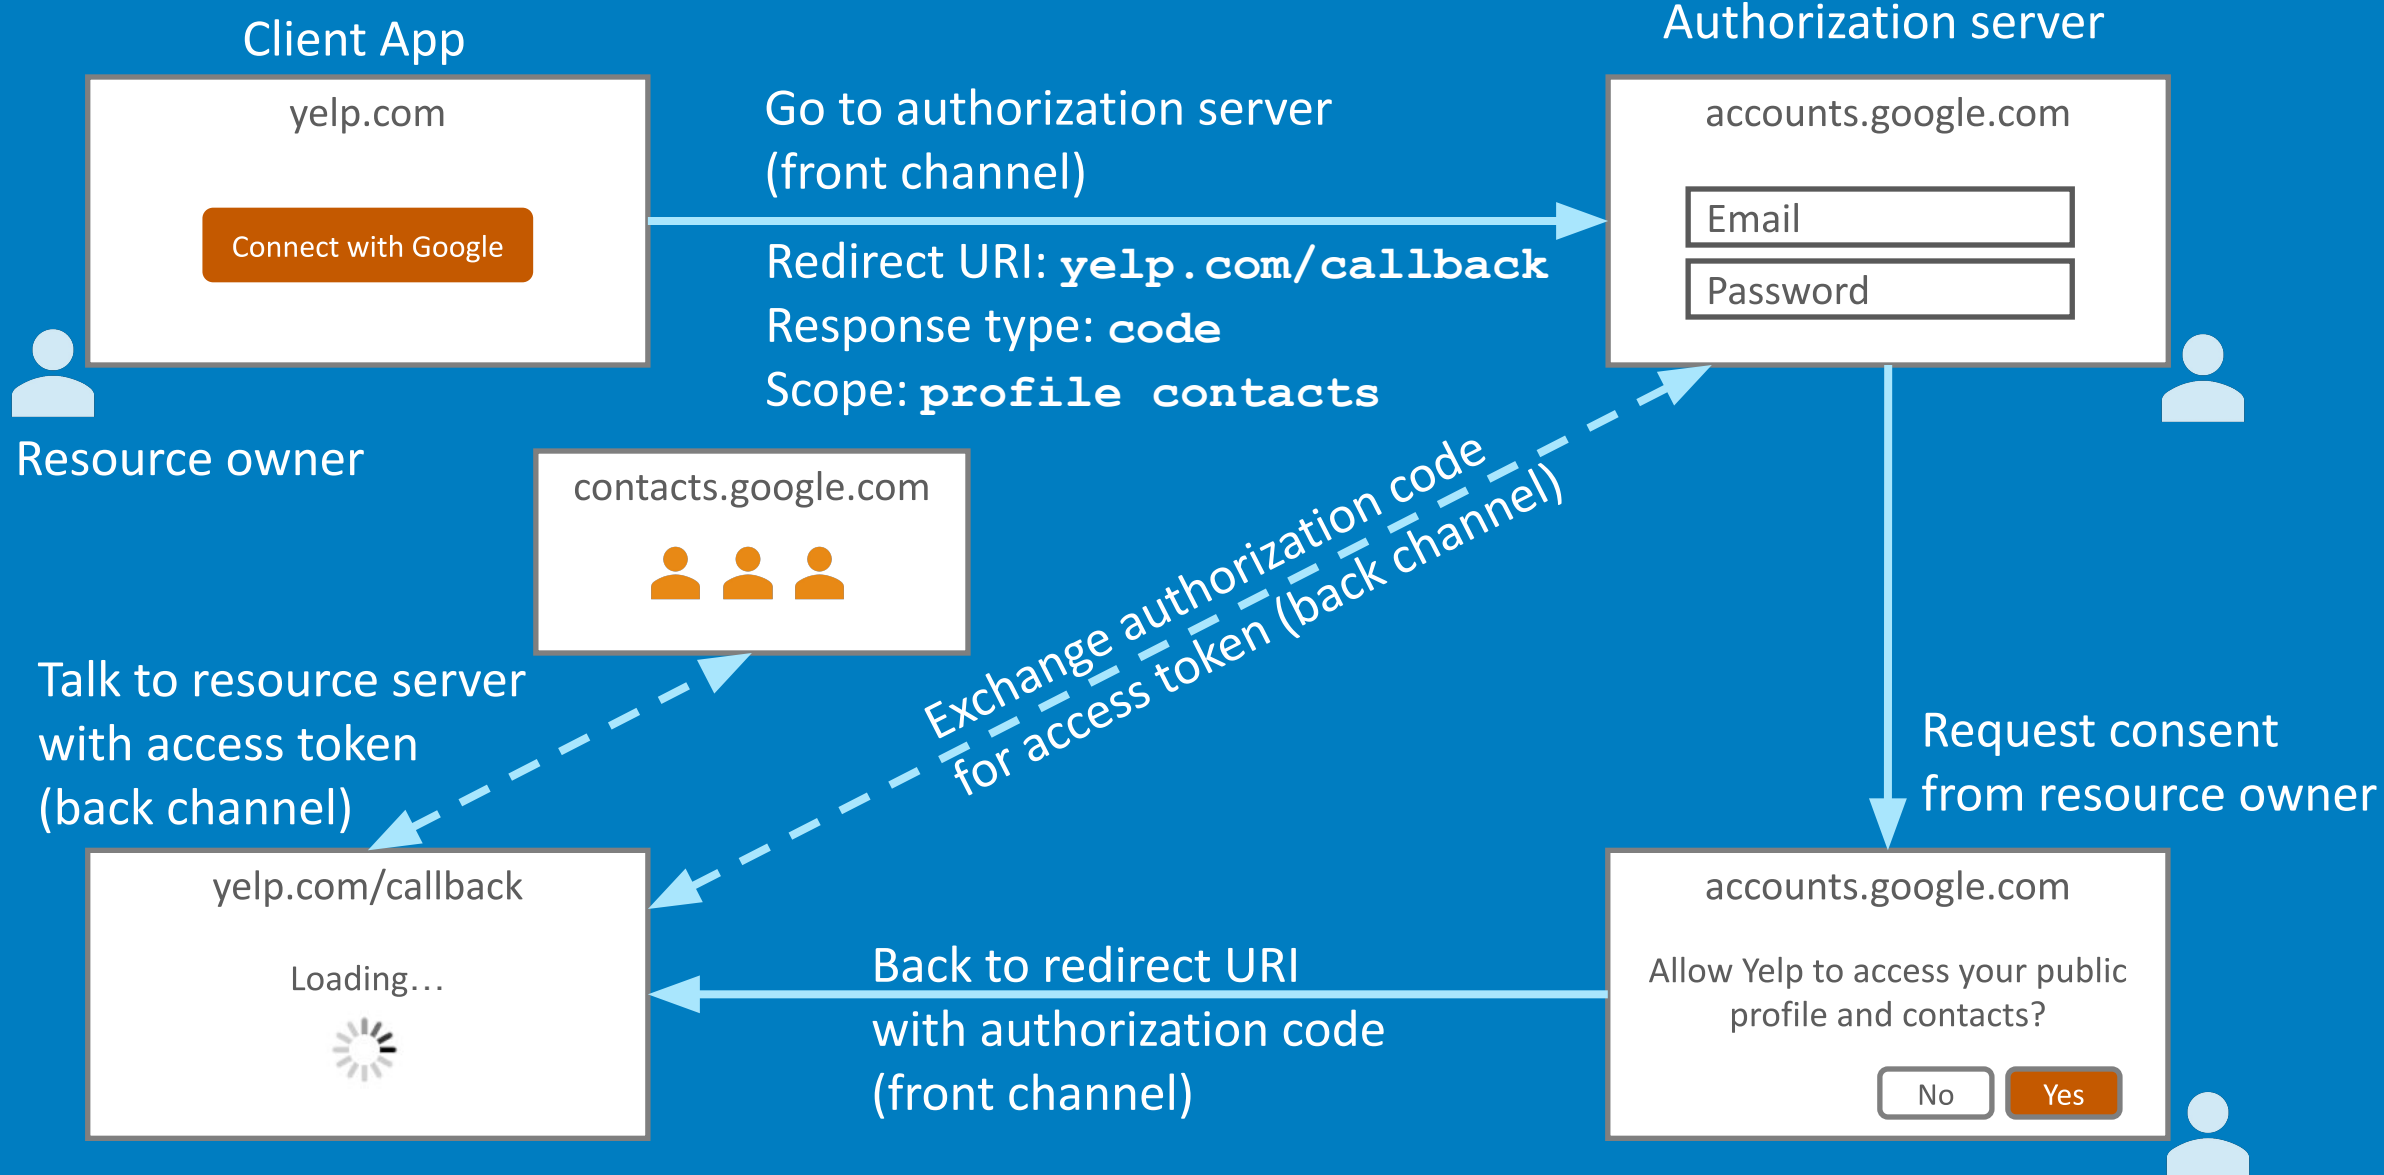 Client App
yelp.com
Connect with Google
Resource owner
Go to authorization server
(front channel)
Redirect URI: yelp.com/callback
Response type: code
Scope: profile contacts
Authorization server
accounts.google.com
Email
Password
contacts.google.com
Exchange authorization code
for access token (back channel)
Talk to resource server
with access token
(back channel)
Request consent
from resource owner
yelp.com/callback
Loading…
Back to redirect URI
with authorization code
(front channel)
accounts.google.com
Allow Yelp to access your public
profile and contacts?
No
Yes